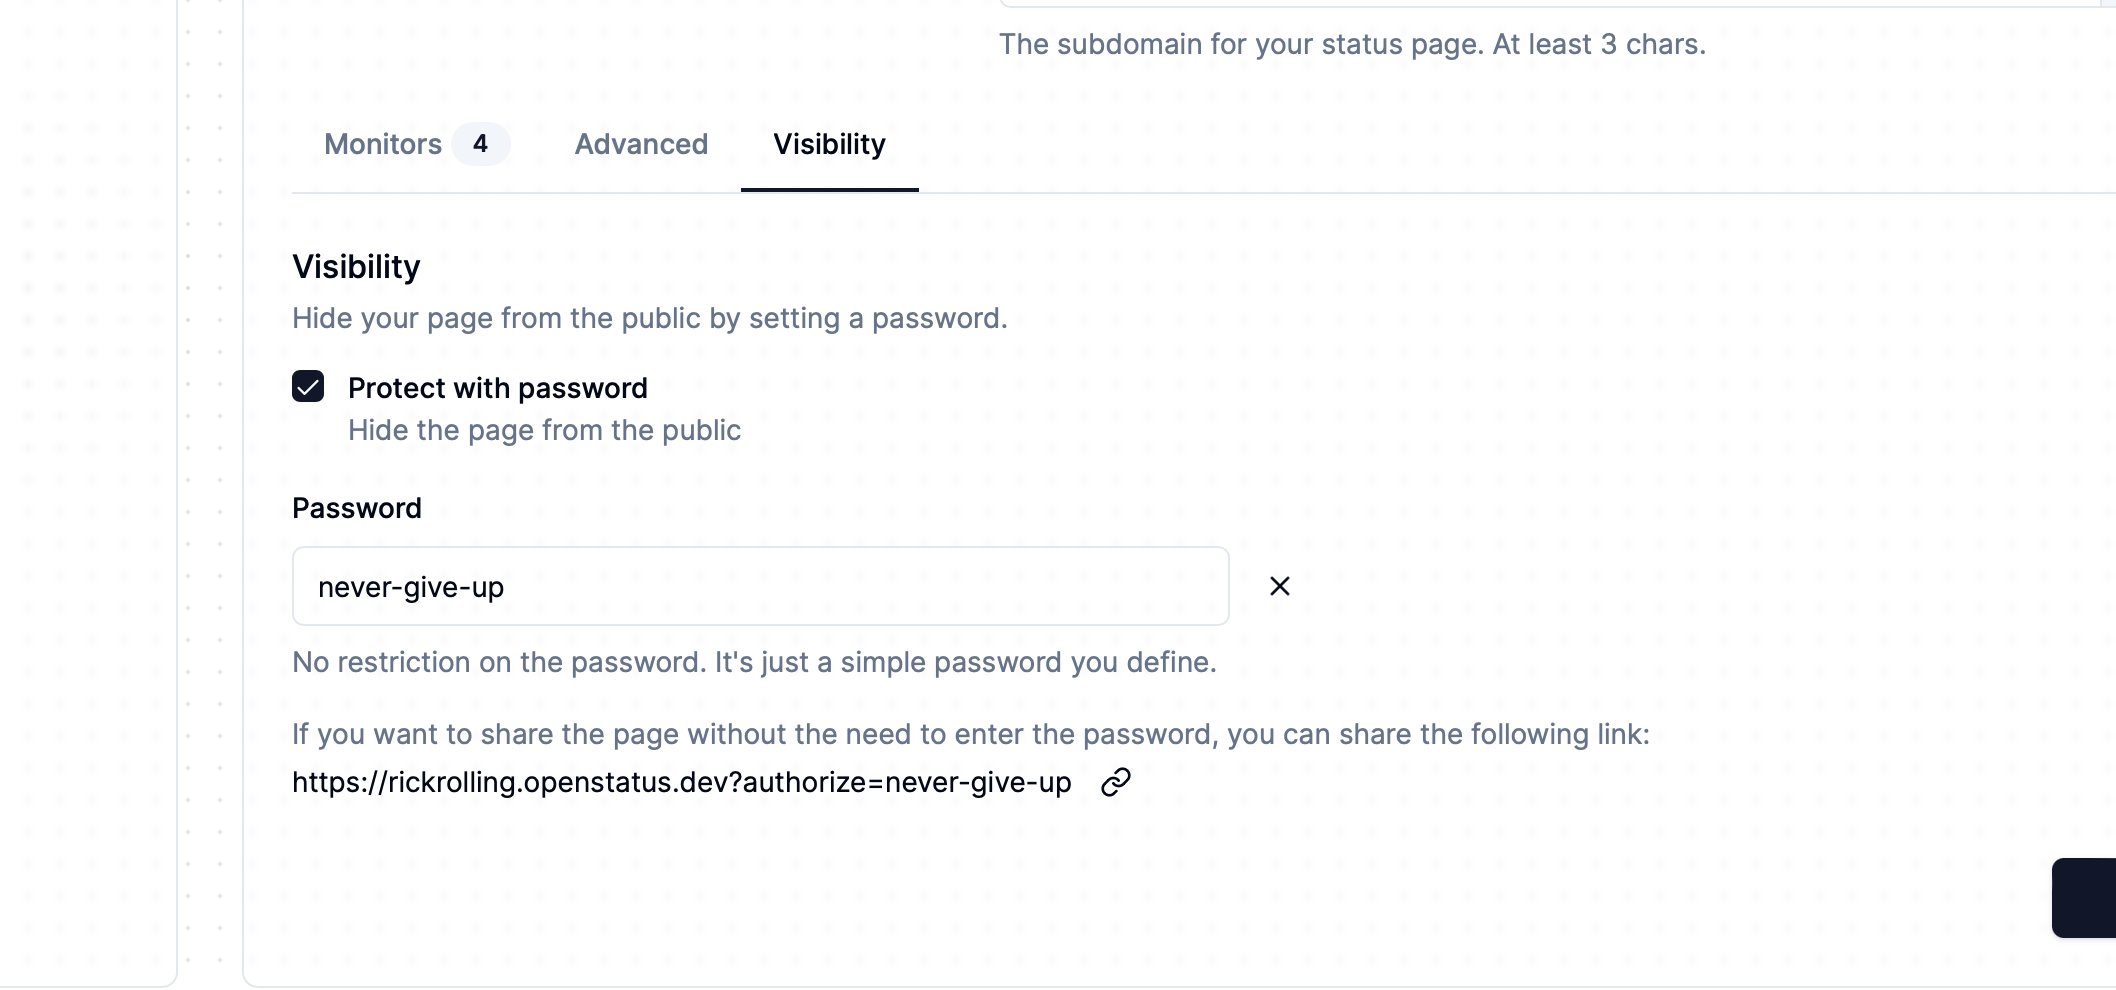 The subdomain for your status page. At least 3 chars.
Monitors 4 Advanced Visibility
Visibility
Hide your page from the public by setting a password.
Protect with password
Hide the page from the public
Password
never-give-up
No restriction on the password. It's just a simple password you define.
If you want to share the page without the need to enter the password, you can share the following link:
https://rickrolling.openstatus.dev?authorize=never-give-up